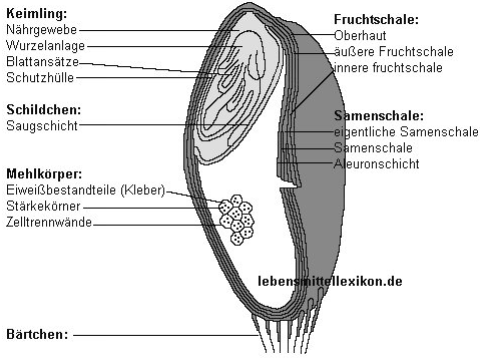 Keimling:
Nährgewebe
Wurzelanlage
Blattansätze
Schutzhülle
Schildchen:
Saugschicht
Mehlkörper:
Eiweißbestandteile (Kleber)
Stärkekörner
Zelltrennwände
Bärtchen:
Fruchtschale:
Oberhaut
äußere Fruchtschale
innere fruchtschale
Samenschale:
eigentliche Samenschale
Samenschale
Aleuronschicht
lebensmittellexikon.de